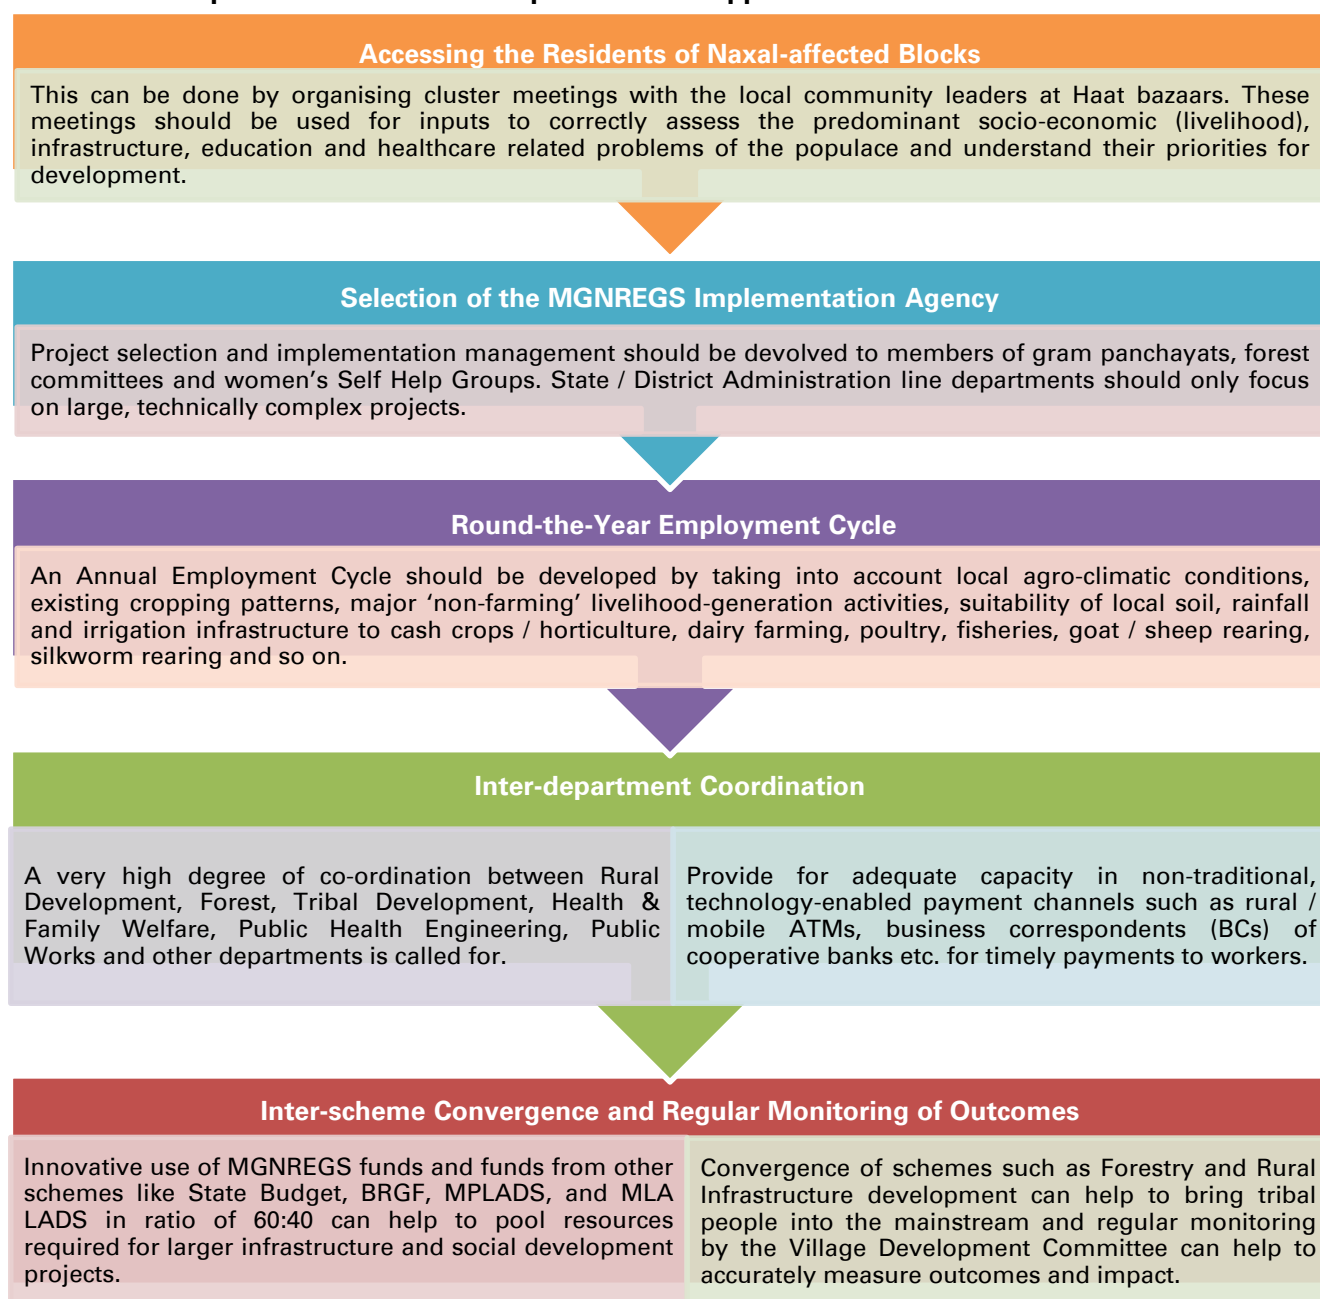 Accessing the Residents of Naxal-affected Blocks
This can be done by organising cluster meetings with the local community leaders at Haat bazaars. These
meetings should be used for inputs to correctly assess the predominant socio-economic (livelihood),
infrastructure, education and healthcare related problems of the populace and understand their priorities for
development.
Selection of the MGNREGS Implementation Agency
Project selection and implementation management should be devolved to members of gram panchayats, forest
committees and women’s Self Help Groups. State / District Administration line departments should only focus
on large, technically complex projects.
Round-the-Year Employment Cycle
An Annual Employment Cycle should be developed by taking into account local agro-climatic conditions,
existing cropping patterns, major ‘non-farming’ livelihood-generation activities, suitability of local soil, rainfall
and irrigation infrastructure to cash crops / horticulture, dairy farming, poultry, fisheries, goat / sheep rearing,
silkworm rearing and so on.
Inter-department Coordination
A very high degree of co-ordination between Rural
Development, Forest, Tribal Development, Health &
Family Welfare, Public Health Engineering, Public
Works and other departments is called for.
Provide for adequate capacity in non-traditional,
technology-enabled payment channels such as rural /
mobile ATMs, business correspondents (BCs) of
cooperative banks etc. for timely payments to workers.
Inter-scheme Convergence and Regular Monitoring of Outcomes
Innovative use of MGNREGS funds and funds from other
schemes like State Budget, BRGF, MPLADS, and MLA
LADS in ratio of 60:40 can help to pool resources
required for larger infrastructure and social development
projects.
Convergence of schemes such as Forestry and Rural
Infrastructure development can help to bring tribal
people into the mainstream and regular monitoring
by the Village Development Committee can help to
accurately measure outcomes and impact.